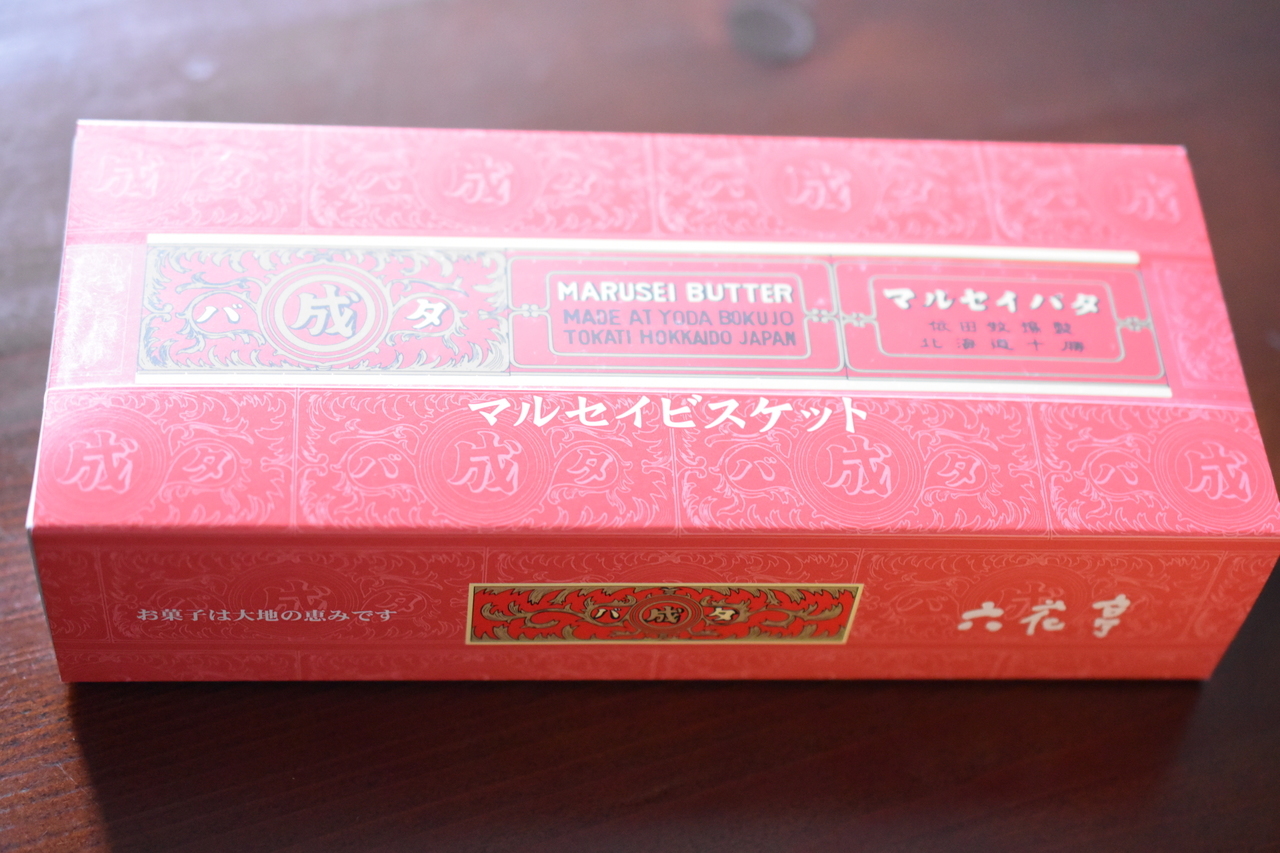 バ 成 タ
MARUSEI BUTTER
MADE AT YODA BOKUJO
TOKATI HOKKAIDO JAPAN
マルセイバタ
依田牧場製
北海道十勝
マルセイビスケット
お菓子は大地の恵みです
バ 成 タ
六花亭